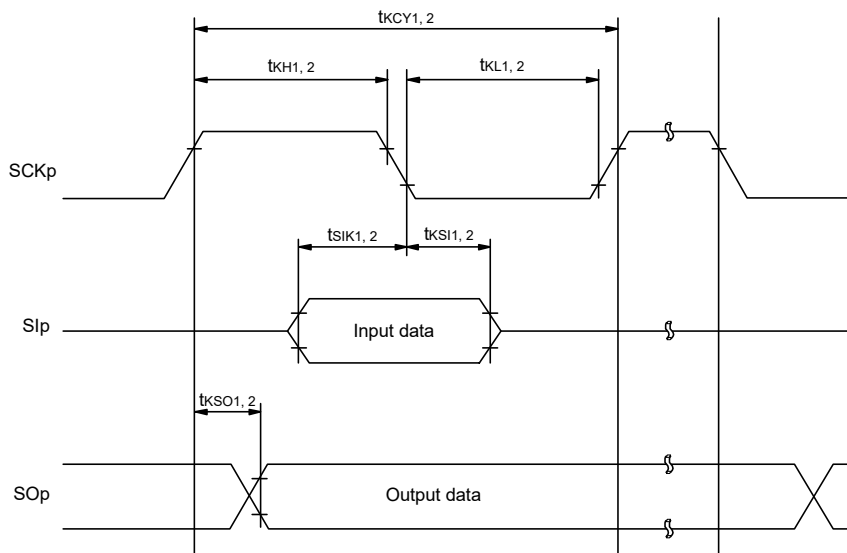 tKCY1, 2
tKH1, 2
tKL1, 2
SCKp
tSIK1, 2
tKSI1, 2
SIp
Input data
tKSO1, 2
SOp
Output data